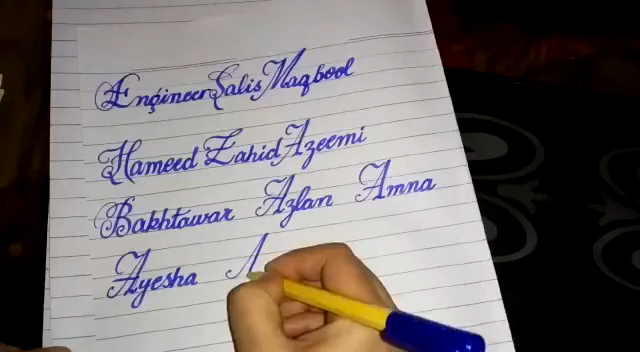 Engineer Salis Maqbool
Hameed Zahid Azeemi
Bakhtawar Azlan Amna
Ayesha A